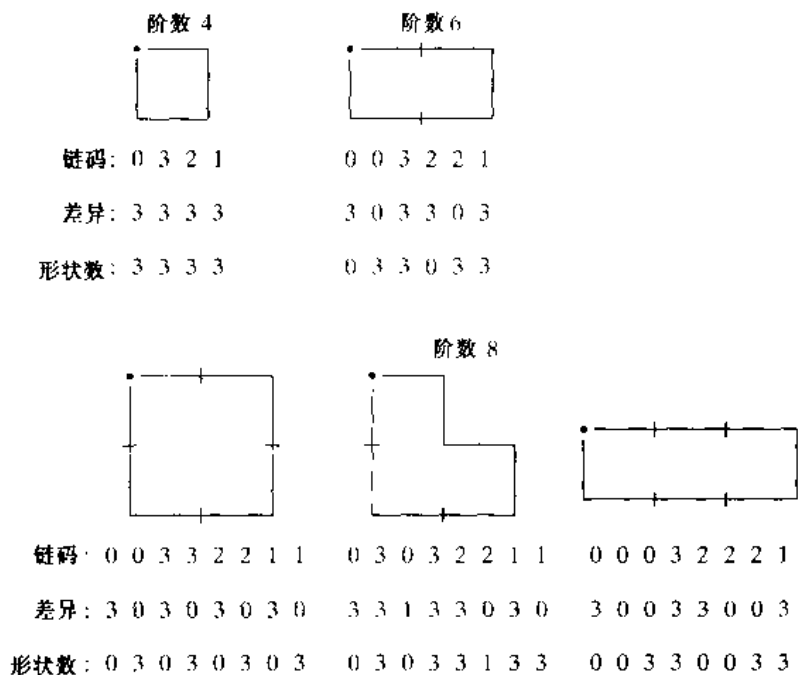 阶数 4 阶数 6
链码: 0 3 2 1 0 0 3 2 2 1
差异: 3 3 3 3 3 0 3 3 0 3
形状数: 3 3 3 3 0 3 3 0 3 3
阶数 8
链码: 0 0 3 3 2 2 1 1 0 3 0 3 2 2 1 1 0 0 0 3 2 2 2 1
差异: 3 0 3 0 3 0 3 0 3 3 1 3 3 0 3 0 3 0 0 3 3 0 0 3
形状数: 0 3 0 3 0 3 0 3 0 3 0 3 3 1 3 3 0 0 3 3 0 0 3 3